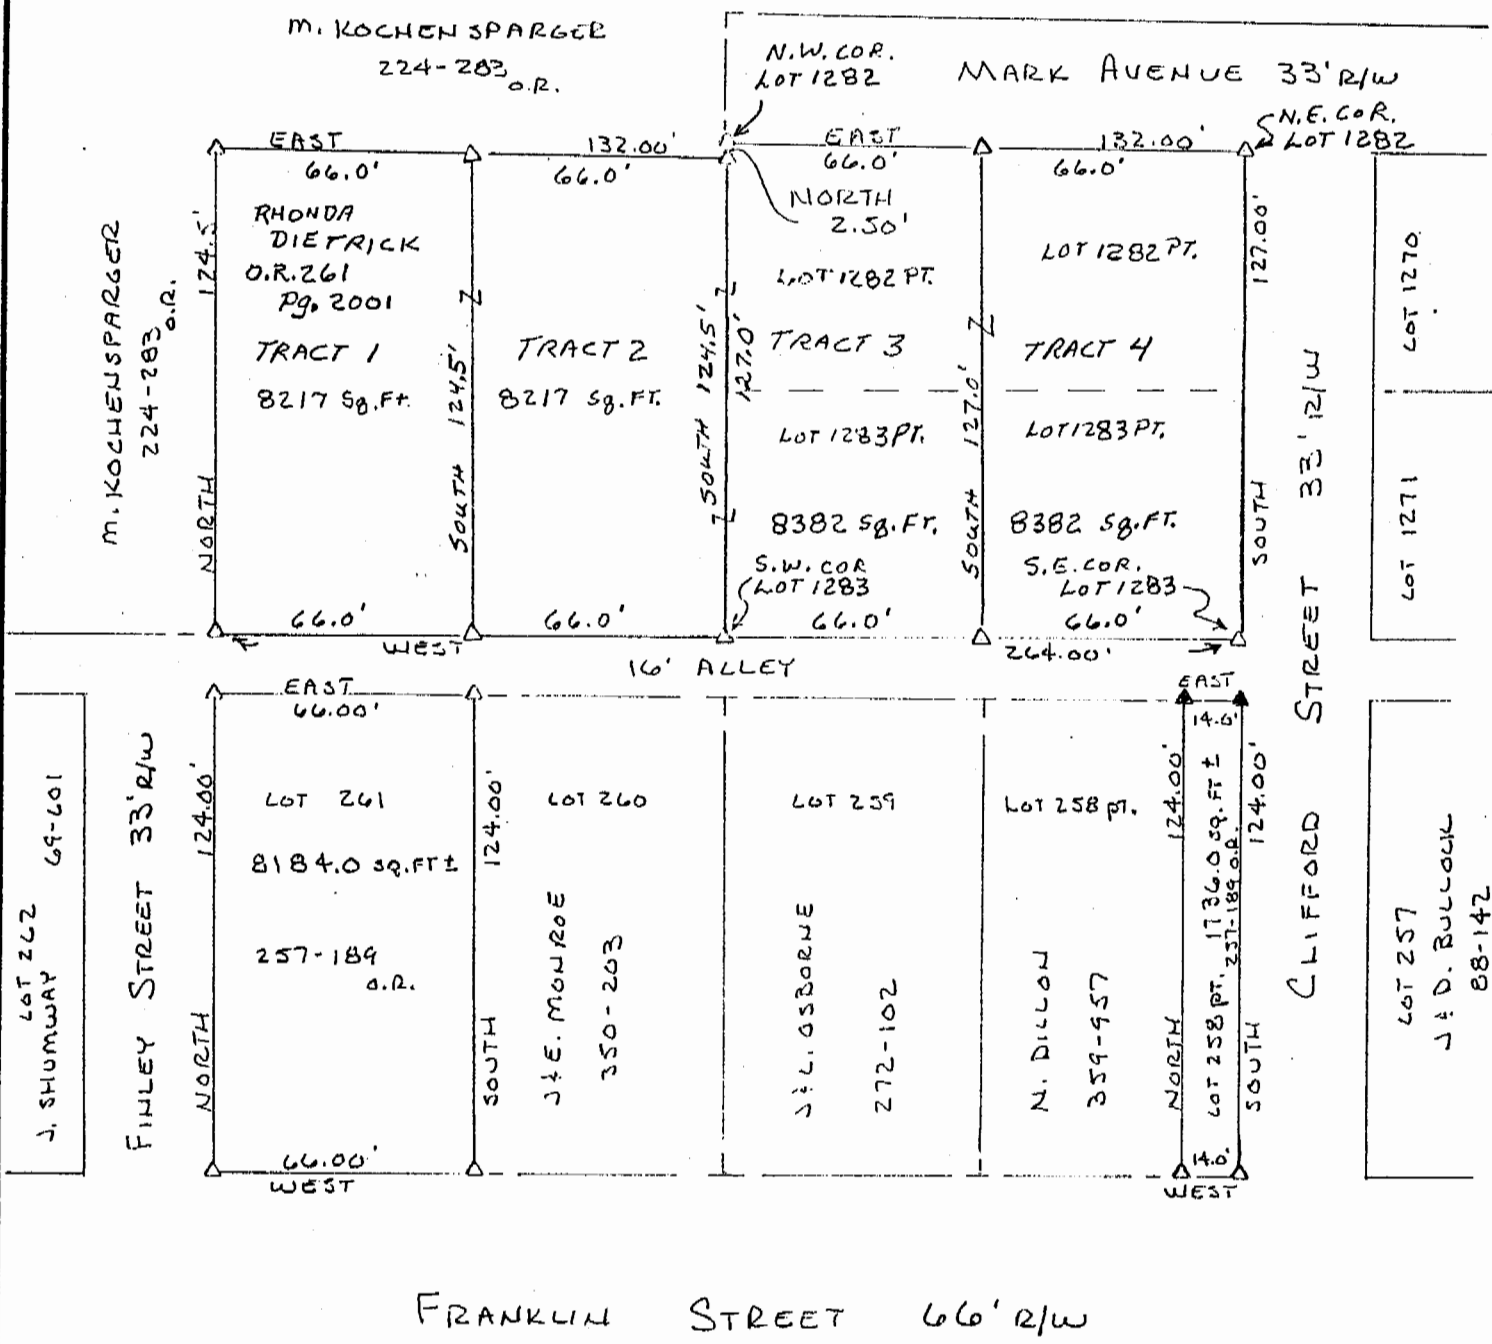 M. KOCHENSPARGER
224-283 O.R.
N.W. COR.
LOT 1282
MARK AVENUE 33' R/W
N.E. COR.
LOT 1282
EAST
132.00'
EAST
132.00'
66.0'
66.0'
66.0'
66.0'
NORTH
2.50'
M. KOCHENSPARGER
224-283 O.R.
NORTH 124.5'
RHONDA
DIETRICK
O.R. 261
Pg. 2001
TRACT 1
8217 Sq. Ft.
SOUTH 124.5'
TRACT 2
8217 Sq. FT.
SOUTH 124.5'
127.0'
LOT 1282 PT.
TRACT 3
LOT 1283 PT.
8382 Sq. FT.
S.W. COR
LOT 1283
SOUTH 127.0'
LOT 1282 PT.
TRACT 4
LOT 1283 PT.
8382 Sq. FT.
S.E. COR.
LOT 1283
SOUTH 127.00'
LOT 1270
LOT 1271
66.0'
66.0'
66.0'
66.0'
WEST
264.00'
16' ALLEY
CLIFFORD STREET 33' R/W
LOT 262
J. SHUMWAY 69-601
FINLEY STREET 33' R/W
EAST
66.00'
NORTH 124.00'
LOT 261
8184.0 SQ. FT ±
257-189
O.R.
SOUTH 124.00'
66.00'
WEST
LOT 260
J & E. MONROE
350-203
LOT 259
J & L. OSBORNE
272-102
LOT 258 PT.
N. DILLON
359-957
EAST
14.0'
NORTH 124.00'
LOT 258 PT. 1736.0 SQ. FT ±
257-189 O.R.
SOUTH 124.00'
14.0'
WEST
LOT 257
J & D. BULLOCK
88-142
FRANKLIN STREET 66' R/W